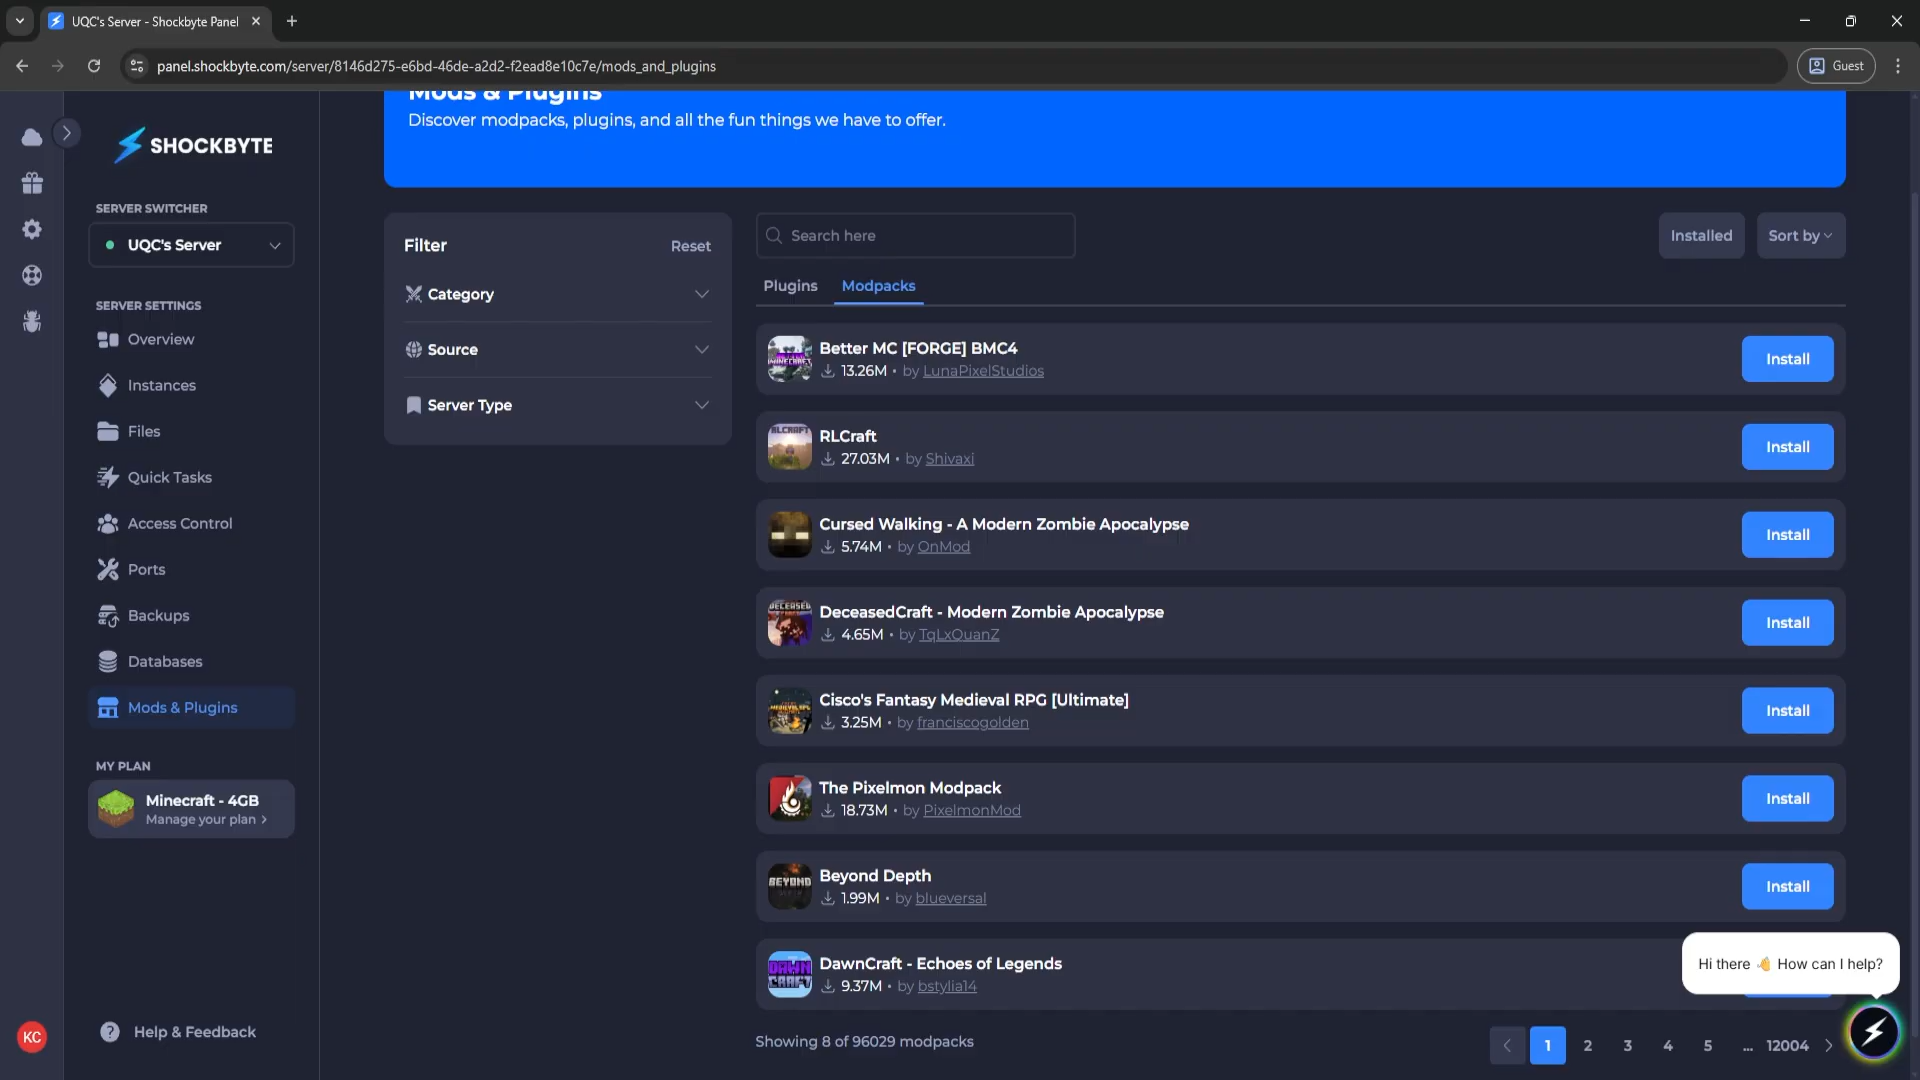 UQC's Server - Shockbyte Panel
panel.shockbyte.com/server/8146d275-e6bd-46de-a2d2-f2ead8e10c7e/mods_and_plugins
Guest
SHOCKBYTE
SERVER SWITCHER
UQC's Server
SERVER SETTINGS
Overview
Instances
Files
Quick Tasks
Access Control
Ports
Backups
Databases
Mods & Plugins
MY PLAN
Minecraft - 4GB
Manage your plan >
Help & Feedback
KC
Mods & Plugins
Discover modpacks, plugins, and all the fun things we have to offer.
Filter
Reset
Category
Source
Server Type
Search here
Installed
Sort by
Plugins
Modpacks
Better MC [FORGE] BMC4
13.26M • by LunaPixelStudios
Install
RLCraft
27.03M • by Shivaxi
Install
Cursed Walking - A Modern Zombie Apocalypse
5.74M • by OnMod
Install
DeceasedCraft - Modern Zombie Apocalypse
4.65M • by TqLxQuanZ
Install
Cisco's Fantasy Medieval RPG [Ultimate]
3.25M • by franciscogolden
Install
The Pixelmon Modpack
18.73M • by PixelmonMod
Install
BEYOND
Beyond Depth
1.99M • by blueversal
Install
DAWN
CRAFT
DawnCraft - Echoes of Legends
9.37M • by bstylia14
Hi there 👋 How can I help?
Showing 8 of 96029 modpacks
1 2 3 4 5 ... 12004